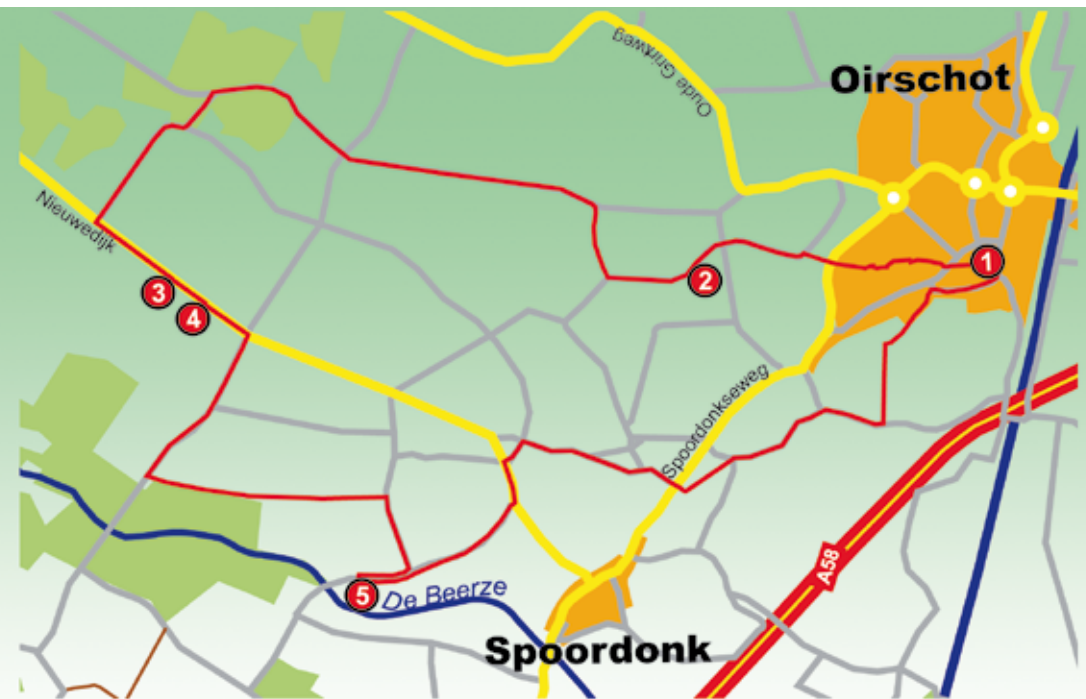 Oirschot
Oude Grintweg
Nieuwedijk
1
2
3
4
Spoordonkseweg
A58
5
De Beerze
Spoordonk